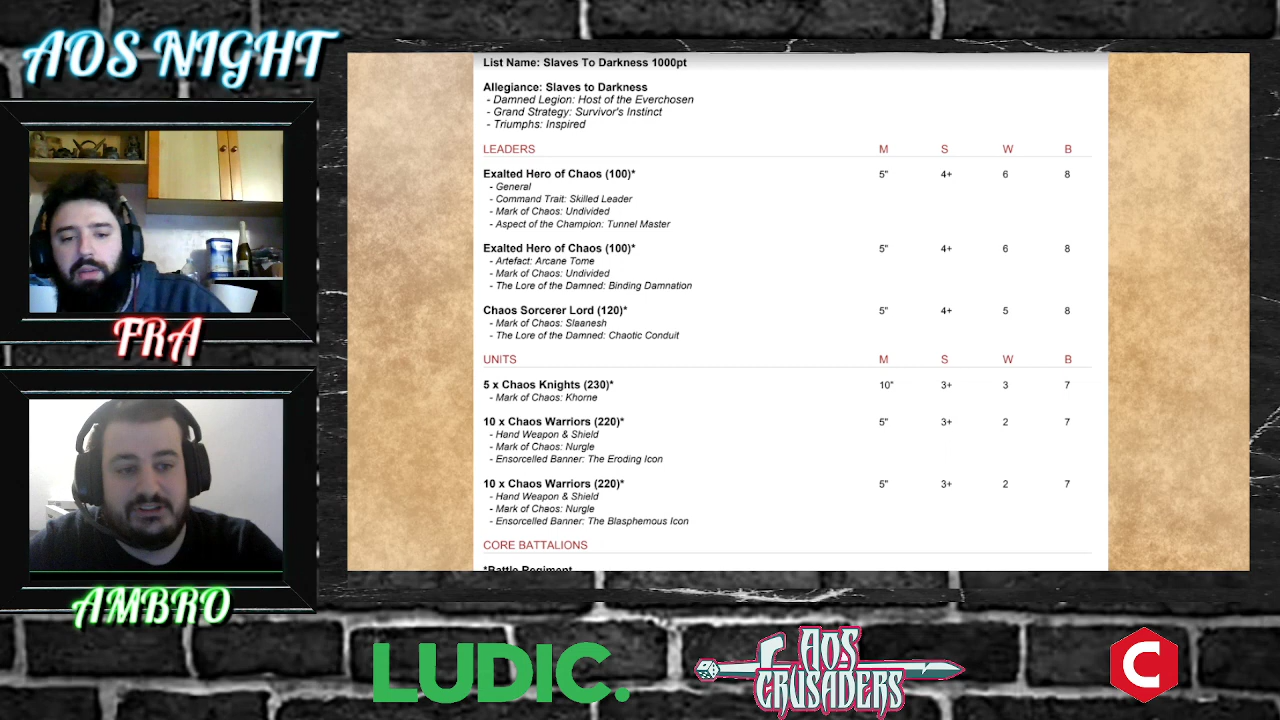 AOS NIGHT
FRA
AMBRO
List Name: Slaves To Darkness 1000pt
Allegiance: Slaves to Darkness
- Damned Legion: Host of the Everchosen
- Grand Strategy: Survivor's Instinct
- Triumphs: Inspired
LEADERS M S W B
Exalted Hero of Chaos (100)* 5" 4+ 6 8
- General
- Command Trait: Skilled Leader
- Mark of Chaos: Undivided
- Aspect of the Champion: Tunnel Master
Exalted Hero of Chaos (100)* 5" 4+ 6 8
- Artefact: Arcane Tome
- Mark of Chaos: Undivided
- The Lore of the Damned: Binding Damnation
Chaos Sorcerer Lord (120)* 5" 4+ 5 8
- Mark of Chaos: Slaanesh
- The Lore of the Damned: Chaotic Conduit
UNITS M S W B
5 x Chaos Knights (230)* 10" 3+ 3 7
- Mark of Chaos: Khorne
10 x Chaos Warriors (220)* 5" 3+ 2 7
- Hand Weapon & Shield
- Mark of Chaos: Nurgle
- Ensorcelled Banner: The Eroding Icon
10 x Chaos Warriors (220)* 5" 3+ 2 7
- Hand Weapon & Shield
- Mark of Chaos: Nurgle
- Ensorcelled Banner: The Blasphemous Icon
CORE BATTALIONS
*Battle Regiment
LUDIC.
AOS
CRUSADERS
C